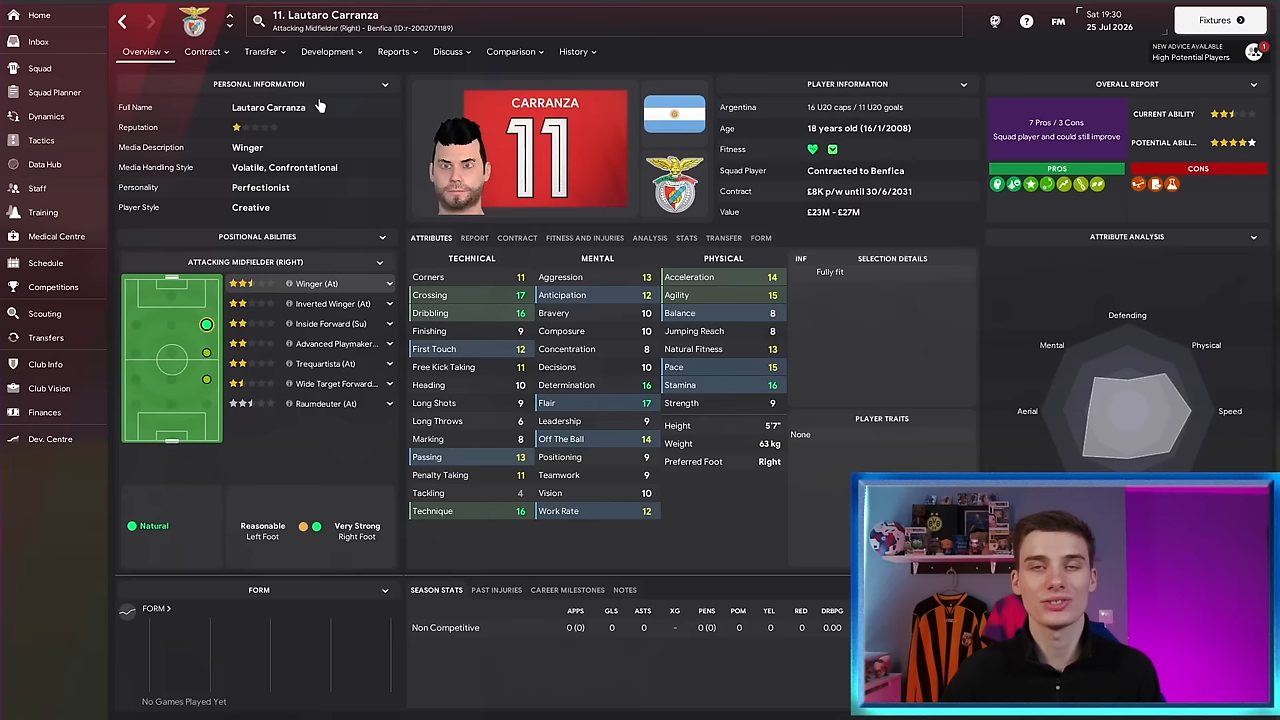 Home
Inbox
Squad
Squad Planner
Dynamics
Tactics
Data Hub
Staff
Training
Medical Centre
Schedule
Competitions
Scouting
Transfers
Club Info
Club Vision
Finances
Dev. Centre
11. Lautaro Carranza
Attacking Midfielder (Right) - Benfica (ID:r-2002071189)
FM
Sat 19:30
25 Jul 2026
Fixtures
Overview Contract Transfer Development Reports Discuss Comparison History
NEW ADVICE AVAILABLE
High Potential Players
1
PERSONAL INFORMATION
Full Name Lautaro Carranza
Reputation
Media Description Winger
Media Handling Style Volatile, Confrontational
Personality Perfectionist
Player Style Creative
CARRANZA
11
PLAYER INFORMATION
Argentina 16 U20 caps / 11 U20 goals
Age 18 years old (16/1/2008)
Fitness
Squad Player Contracted to Benfica
Contract £8K p/w until 30/6/2031
Value £23M - £27M
OVERALL REPORT
7 Pros / 3 Cons
Squad player and could still improve
CURRENT ABILITY
POTENTIAL ABILI...
PROS CONS
POSITIONAL ABILITIES
ATTACKING MIDFIELDER (RIGHT)
Winger (At)
Inverted Winger (At)
Inside Forward (Su)
Advanced Playmaker...
Trequartista (At)
Wide Target Forward...
Raumdeuter (At)
Natural
Reasonable
Left Foot
Very Strong
Right Foot
ATTRIBUTES REPORT CONTRACT FITNESS AND INJURIES ANALYSIS STATS TRANSFER FORM
TECHNICAL
Corners 11
Crossing 17
Dribbling 16
Finishing 9
First Touch 12
Free Kick Taking 11
Heading 10
Long Shots 9
Long Throws 6
Marking 8
Passing 13
Penalty Taking 11
Tackling 4
Technique 16
MENTAL
Aggression 13
Anticipation 12
Bravery 10
Composure 10
Concentration 8
Decisions 10
Determination 16
Flair 17
Leadership 9
Off The Ball 14
Positioning 9
Teamwork 9
Vision 10
Work Rate 12
PHYSICAL
Acceleration 14
Agility 15
Balance 8
Jumping Reach 8
Natural Fitness 13
Pace 15
Stamina 16
Strength 9
Height 5'7"
Weight 63 kg
Preferred Foot Right
INF SELECTION DETAILS
Fully fit
PLAYER TRAITS
None
ATTRIBUTE ANALYSIS
Defending
Mental Physical
Aerial Speed
FORM
FORM
No Games Played Yet
SEASON STATS PAST INJURIES CAREER MILESTONES NOTES
APPS GLS ASTS XG PENS POM YEL RED DRBPG
Non Competitive 0 (0) 0 0 - 0 (0) 0 0 0 0.00